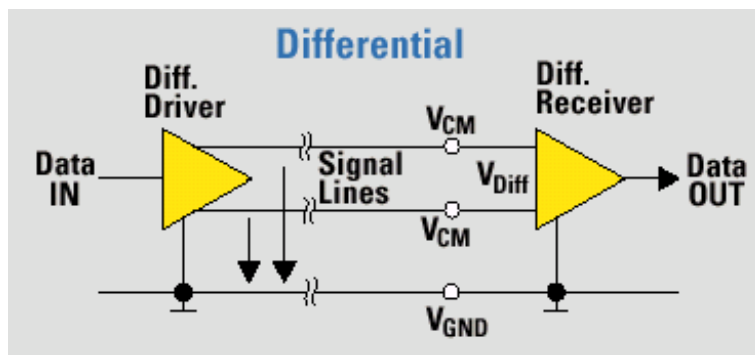 Differential
Diff.
Driver
Diff.
Receiver
Data
IN
Signal
Lines
VCM
VDiff
VCM
Data
OUT
VGND